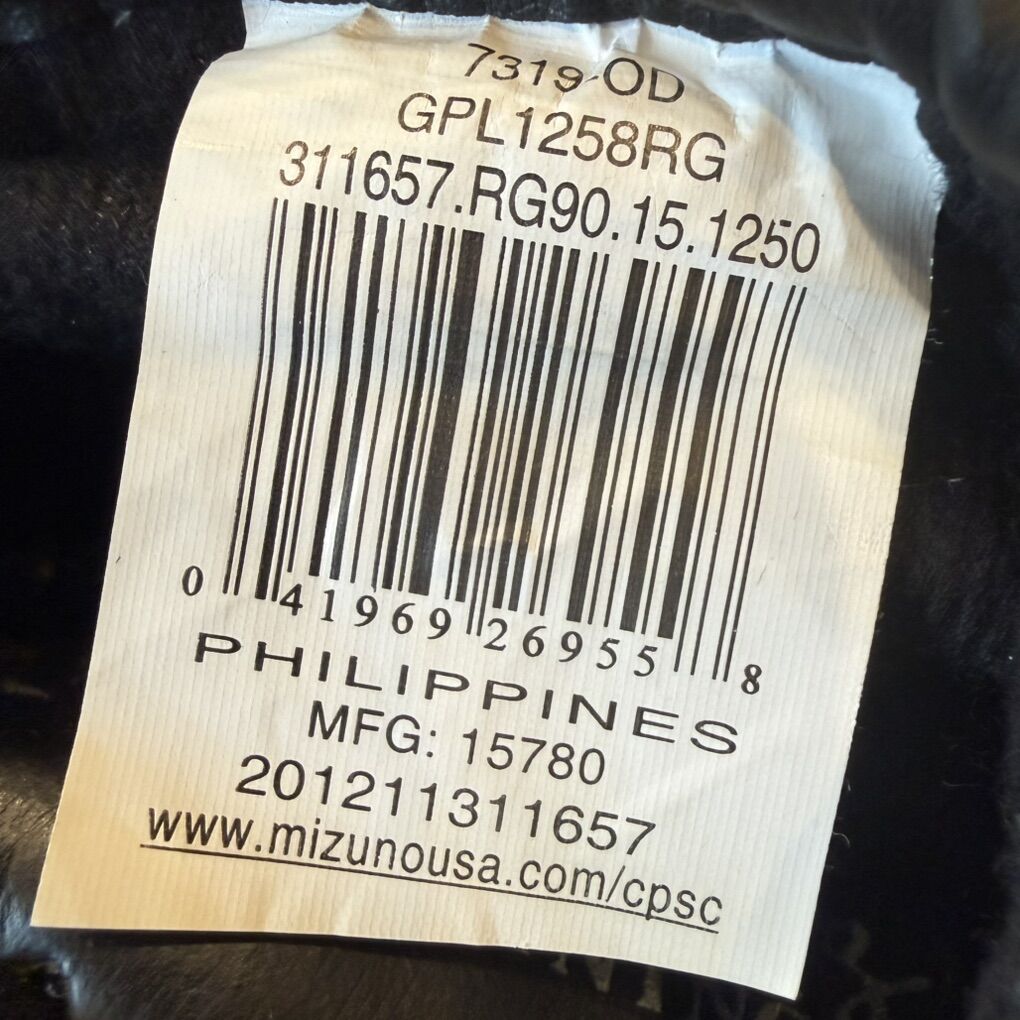 7319-OD
GPL1258RG
311657.RG90.15.1250
0 41969 26955 8
PHILIPPINES
MFG: 15780
201211311657
www.mizunousa.com/cpsc